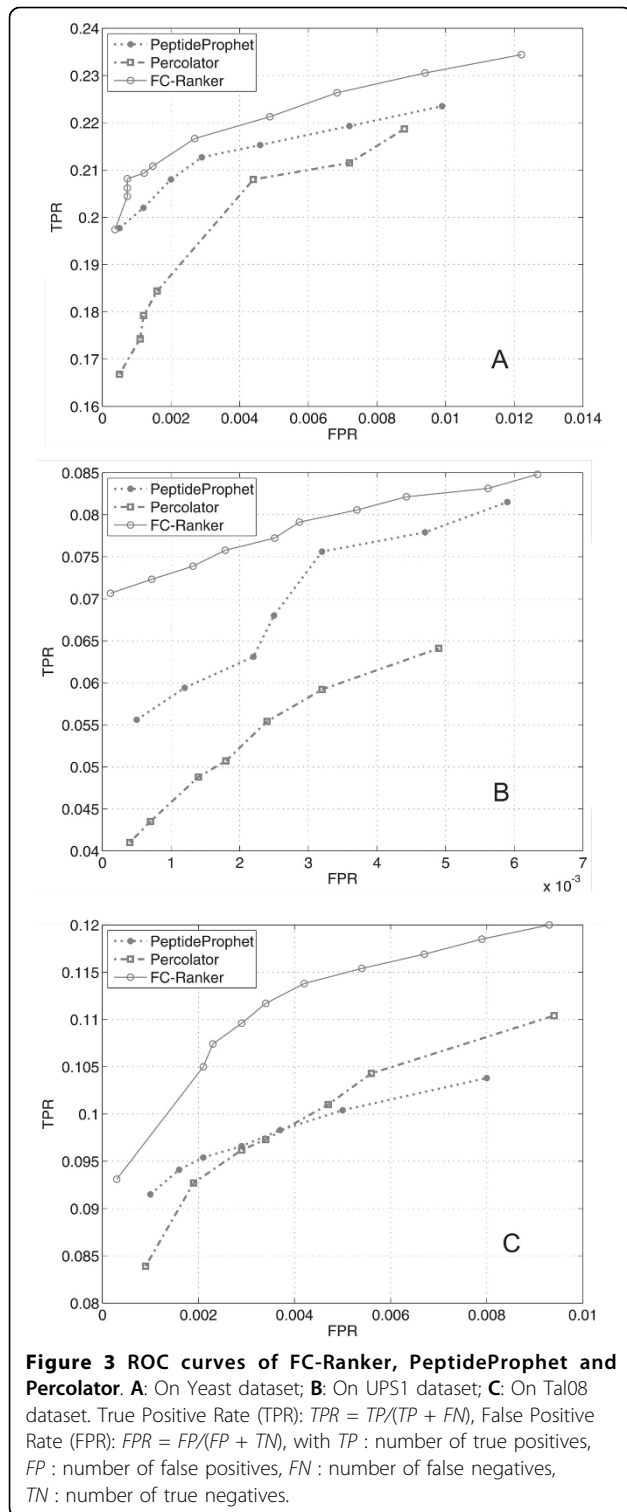 PeptideProphet
Percolator
FC-Ranker
0.24
0.23
0.22
0.21
0.2
0.19
0.18
0.17
0.16
TPR
A
0 0.002 0.004 0.006 0.008 0.01 0.012 0.014
FPR
PeptideProphet
Percolator
FC-Ranker
0.085
0.08
0.075
0.07
0.065
0.06
0.055
0.05
0.045
0.04
TPR
B
0 1 2 3 4 5 6 7
FPR
x 10⁻³
PeptideProphet
Percolator
FC-Ranker
0.12
0.115
0.11
0.105
0.1
0.095
0.09
0.085
0.08
TPR
C
0 0.002 0.004 0.006 0.008 0.01
FPR
Figure 3 ROC curves of FC-Ranker, PeptideProphet and
Percolator. A: On Yeast dataset; B: On UPS1 dataset; C: On Tal08
dataset. True Positive Rate (TPR): TPR = TP/(TP + FN), False Positive
Rate (FPR): FPR = FP/(FP + TN), with TP : number of true positives,
FP : number of false positives, FN : number of false negatives,
TN : number of true negatives.